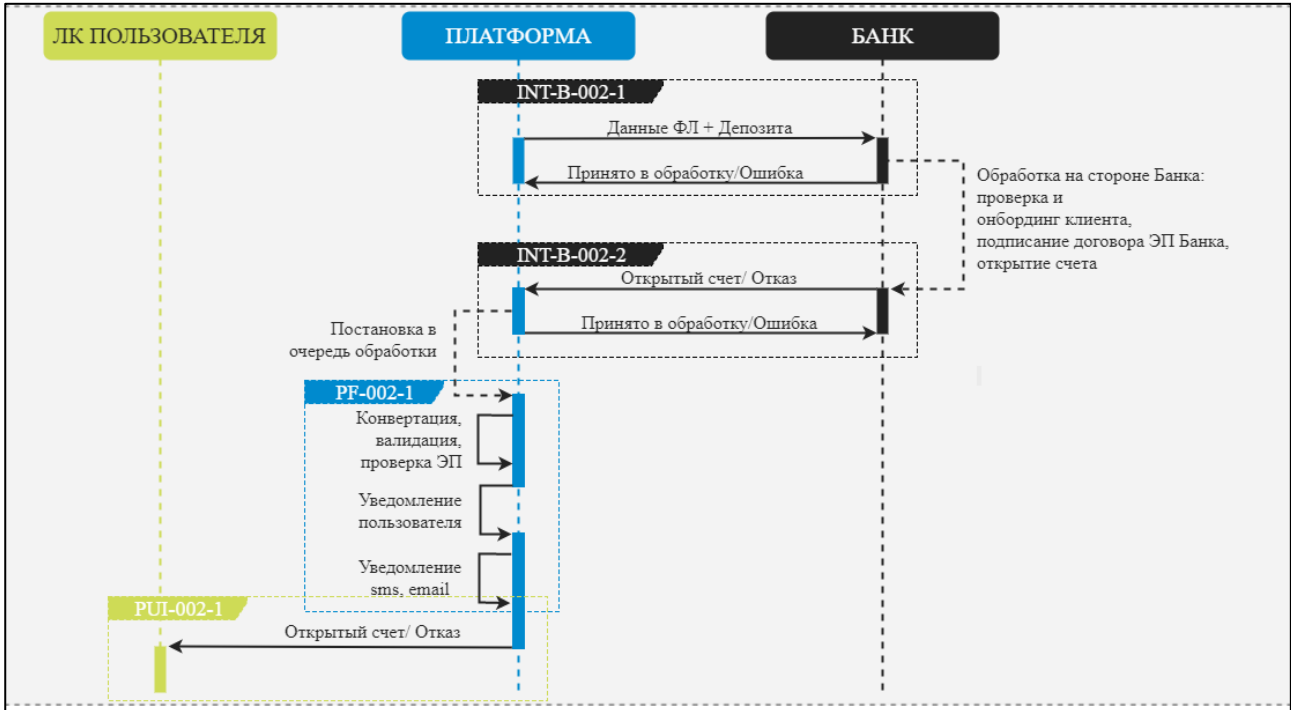 ЛК ПОЛЬЗОВАТЕЛЯ
ПЛАТФОРМА
БАНК
INT-B-002-1
Данные ФЛ + Депозита
Принято в обработку/Ошибка
Обработка на стороне Банка:
проверка и
онбординг клиента,
подписание договора ЭП Банка,
открытие счета
INT-B-002-2
Открытый счет/ Отказ
Принято в обработку/Ошибка
Постановка в
очередь обработки
PF-002-1
Конвертация,
валидация,
проверка ЭП
Уведомление
пользователя
Уведомление
sms, email
PUI-002-1
Открытый счет/ Отказ